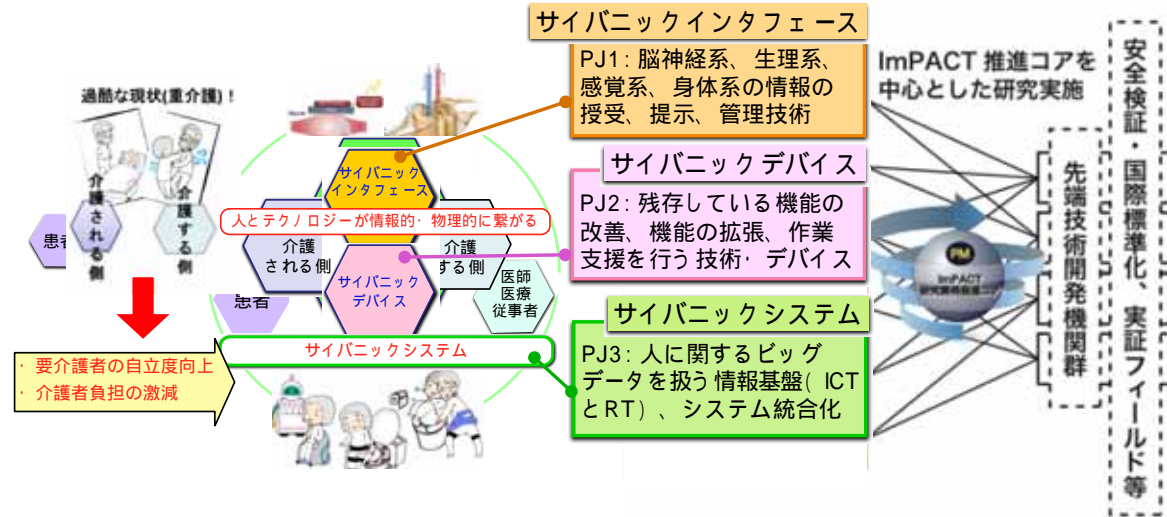 過酷な現状(重介護)!
介護される側
介護する側
患者
サイバニック
インタフェース
人とテクノロジーが情報的・物理的に繋がる
介護
される側
介護
する側
サイバニック
デバイス
患者
医師
医療
従事者
サイバニックシステム
・要介護者の自立度向上
・介護者負担の激減
サイバニックインタフェース
PJ1:脳神経系、生理系、
感覚系、身体系の情報の
授受、提示、管理技術
サイバニックデバイス
PJ2:残存している機能の
改善、機能の拡張、作業
支援を行う技術・デバイス
サイバニックシステム
PJ3:人に関するビッグ
データを扱う情報基盤(ICT
とRT)、システム統合化
ImPACT 推進コアを
中心とした研究実施
PM
ImPACT
先端技術開発機関群
安全検証・国際標準化、実証フィールド等